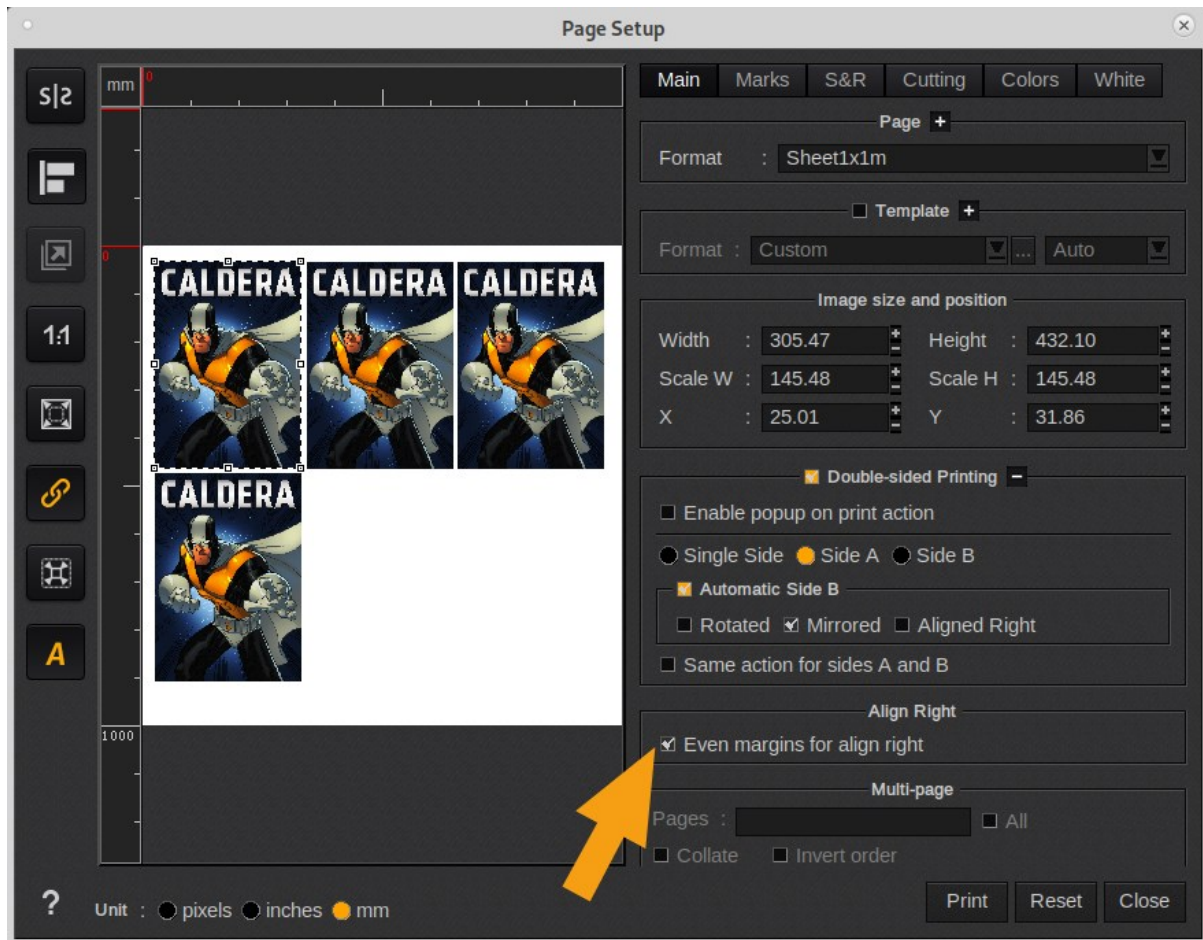 Page Setup
S|S
mm 0
Main Marks S&R Cutting Colors White
Page +
Format : Sheet1x1m
Template +
Format : Custom ... Auto
0
CALDERA CALDERA CALDERA
1:1
Image size and position
Width : 305.47 Height : 432.10
Scale W : 145.48 Scale H : 145.48
X : 25.01 Y : 31.86
CALDERA
Double-sided Printing −
Enable popup on print action
Single Side Side A Side B
Automatic Side B
Rotated Mirrored Aligned Right
A
Same action for sides A and B
Align Right
1000
Even margins for align right
Multi-page
Pages : All
Collate Invert order
? Unit : pixels inches mm
Print Reset Close